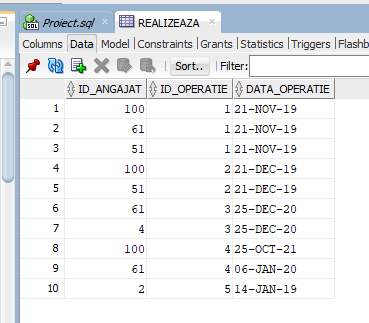 Proiect.sql REALIZEAZA
Columns Data Model Constraints Grants Statistics Triggers Flashb
Sort.. Filter:
ID_ANGAJAT ID_OPERATIE DATA_OPERATIE
1 100 1 21-NOV-19
2 61 1 21-NOV-19
3 51 1 21-NOV-19
4 100 2 21-DEC-19
5 51 2 21-DEC-19
6 61 3 25-DEC-20
7 4 3 25-DEC-20
8 100 4 25-OCT-21
9 61 4 06-JAN-20
10 2 5 14-JAN-19